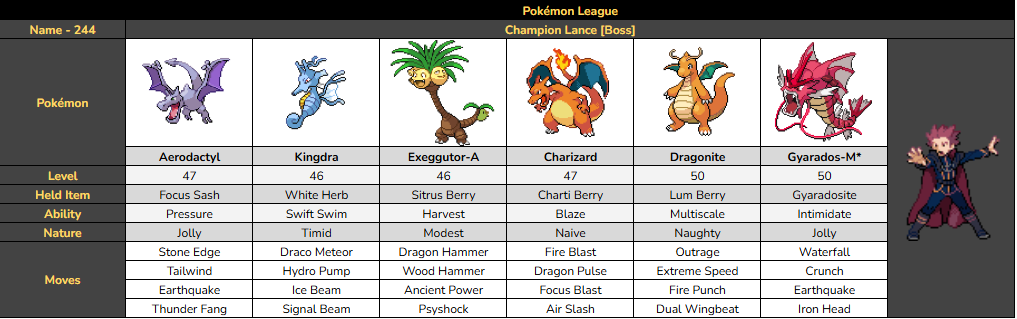 Pokémon League
Name - 244 Champion Lance [Boss]
Pokémon
Aerodactyl Kingdra Exeggutor-A Charizard Dragonite Gyarados-M*
Level 47 46 46 47 50 50
Held Item Focus Sash White Herb Sitrus Berry Charti Berry Lum Berry Gyaradosite
Ability Pressure Swift Swim Harvest Blaze Multiscale Intimidate
Nature Jolly Timid Modest Naive Naughty Jolly
Moves
Stone Edge Draco Meteor Dragon Hammer Fire Blast Outrage Waterfall
Tailwind Hydro Pump Wood Hammer Dragon Pulse Extreme Speed Crunch
Earthquake Ice Beam Ancient Power Focus Blast Fire Punch Earthquake
Thunder Fang Signal Beam Psyshock Air Slash Dual Wingbeat Iron Head